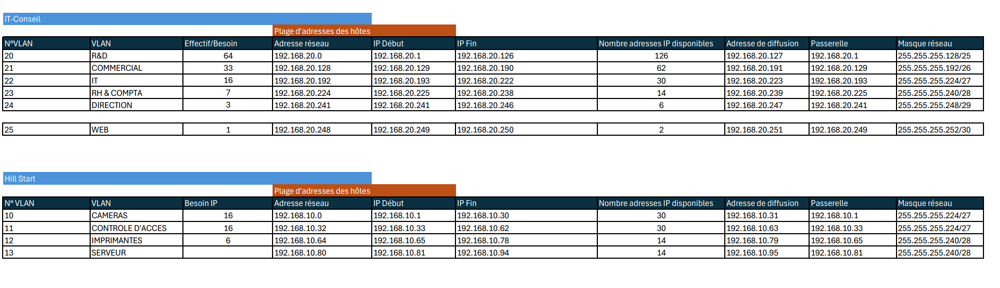 IT-Conseil
Plage d'adresses des hôtes
N°VLAN VLAN Effectif/Besoin Adresse réseau IP Début IP Fin Nombre adresses IP disponibles Adresse de diffusion Passerelle Masque réseau
20 R&D 64 192.168.20.0 192.168.20.1 192.168.20.126 126 192.168.20.127 192.168.20.1 255.255.255.128/25
21 COMMERCIAL 33 192.168.20.128 192.168.20.129 192.168.20.190 62 192.168.20.191 192.168.20.129 255.255.255.192/26
22 IT 16 192.168.20.192 192.168.20.193 192.168.20.222 30 192.168.20.223 192.168.20.193 255.255.255.224/27
23 RH & COMPTA 7 192.168.20.224 192.168.20.225 192.168.20.238 14 192.168.20.239 192.168.20.225 255.255.255.240/28
24 DIRECTION 3 192.168.20.241 192.168.20.241 192.168.20.246 6 192.168.20.247 192.168.20.241 255.255.255.248/29
25 WEB 1 192.168.20.248 192.168.20.249 192.168.20.250 2 192.168.20.251 192.168.20.249 255.255.255.252/30
Hill Start
Plage d'adresses des hôtes
N° VLAN VLAN Besoin IP Adresse réseau IP Début IP Fin Nombre adresses IP disponibles Adresse de diffusion Passerelle Masque réseau
10 CAMERAS 16 192.168.10.0 192.168.10.1 192.168.10.30 30 192.168.10.31 192.168.10.1 255.255.255.224/27
11 CONTROLE D'ACCES 16 192.168.10.32 192.168.10.33 192.168.10.62 30 192.168.10.63 192.168.10.33 255.255.255.224/27
12 IMPRIMANTES 6 192.168.10.64 192.168.10.65 192.168.10.78 14 192.168.10.79 192.168.10.65 255.255.255.240/28
13 SERVEUR 192.168.10.80 192.168.10.81 192.168.10.94 14 192.168.10.95 192.168.10.81 255.255.255.240/28